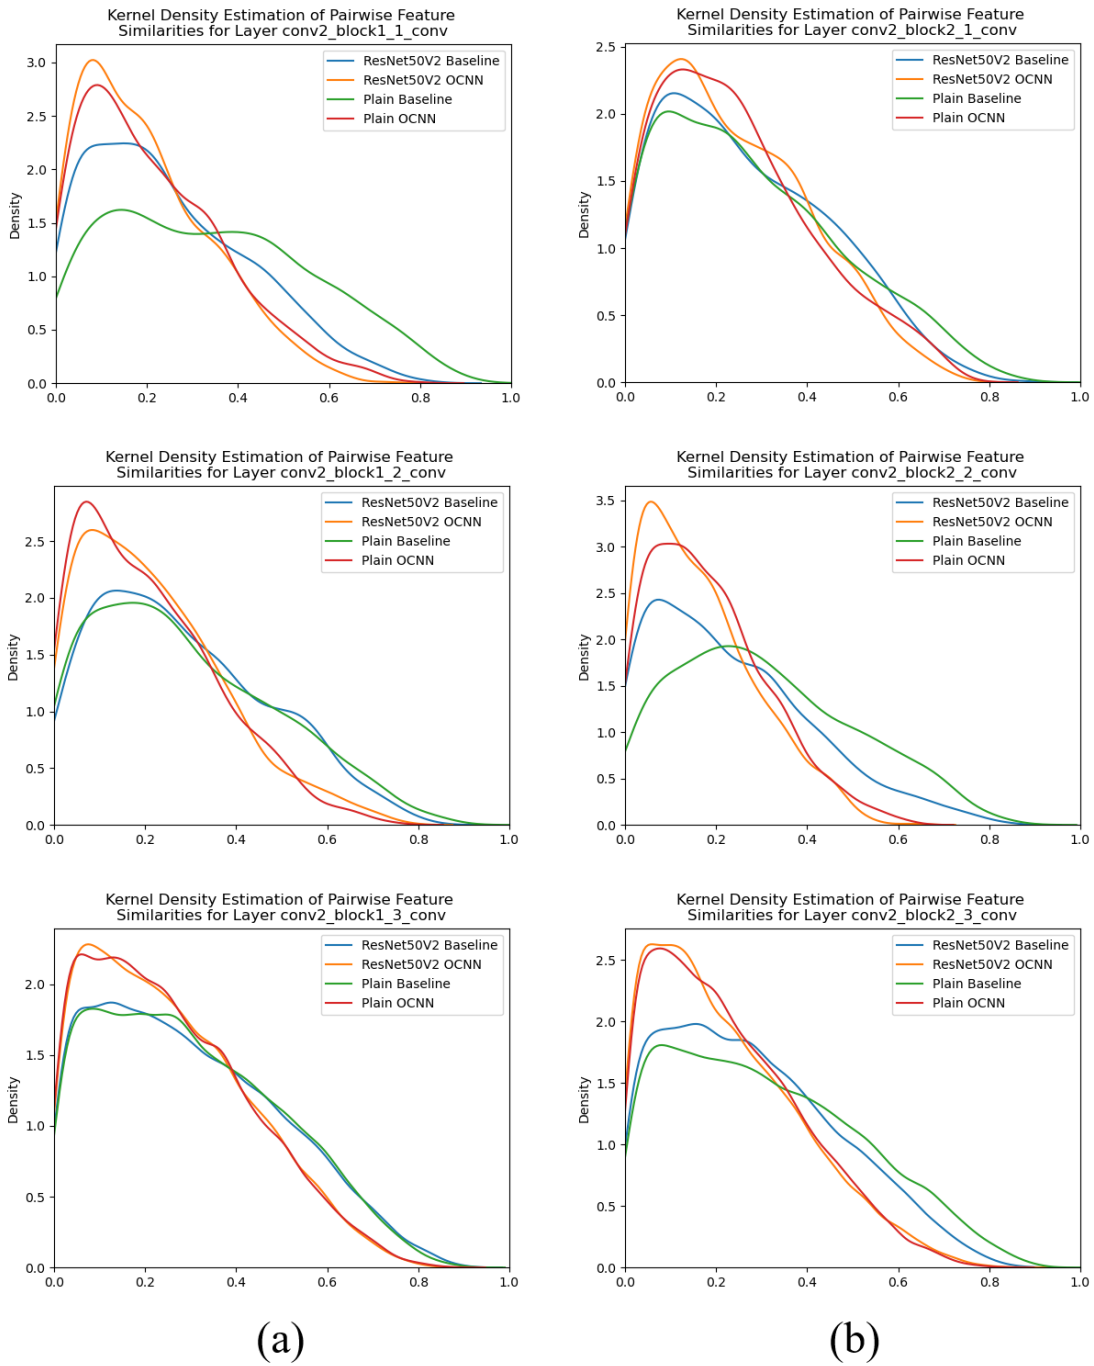 Kernel Density Estimation of Pairwise Feature
Similarities for Layer conv2_block1_1_conv
ResNet50V2 Baseline
ResNet50V2 OCNN
Plain Baseline
Plain OCNN
Density
3.0
2.5
2.0
1.5
1.0
0.5
0.0
0.0 0.2 0.4 0.6 0.8 1.0
Kernel Density Estimation of Pairwise Feature
Similarities for Layer conv2_block2_1_conv
ResNet50V2 Baseline
ResNet50V2 OCNN
Plain Baseline
Plain OCNN
Density
2.5
2.0
1.5
1.0
0.5
0.0
0.0 0.2 0.4 0.6 0.8 1.0
Kernel Density Estimation of Pairwise Feature
Similarities for Layer conv2_block1_2_conv
ResNet50V2 Baseline
ResNet50V2 OCNN
Plain Baseline
Plain OCNN
Density
2.5
2.0
1.5
1.0
0.5
0.0
0.0 0.2 0.4 0.6 0.8 1.0
Kernel Density Estimation of Pairwise Feature
Similarities for Layer conv2_block2_2_conv
ResNet50V2 Baseline
ResNet50V2 OCNN
Plain Baseline
Plain OCNN
Density
3.5
3.0
2.5
2.0
1.5
1.0
0.5
0.0
0.0 0.2 0.4 0.6 0.8 1.0
Kernel Density Estimation of Pairwise Feature
Similarities for Layer conv2_block1_3_conv
ResNet50V2 Baseline
ResNet50V2 OCNN
Plain Baseline
Plain OCNN
Density
2.0
1.5
1.0
0.5
0.0
0.0 0.2 0.4 0.6 0.8 1.0
Kernel Density Estimation of Pairwise Feature
Similarities for Layer conv2_block2_3_conv
ResNet50V2 Baseline
ResNet50V2 OCNN
Plain Baseline
Plain OCNN
Density
2.5
2.0
1.5
1.0
0.5
0.0
0.0 0.2 0.4 0.6 0.8 1.0
(a)
(b)